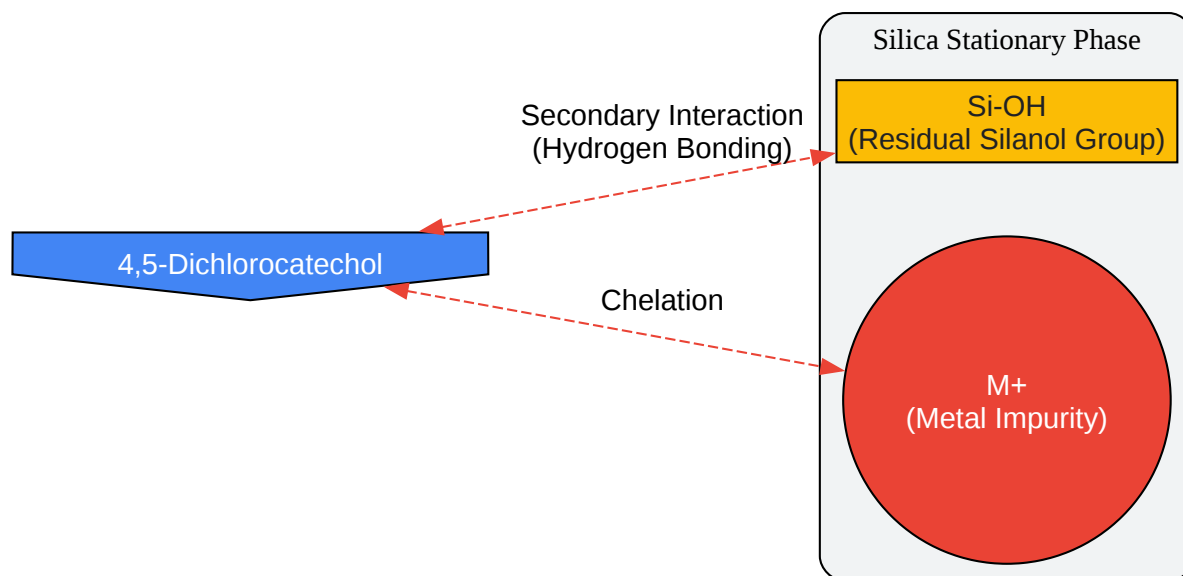 Silica Stationary Phase
Si-OH
(Residual Silanol Group)
Secondary Interaction
(Hydrogen Bonding)
4,5-Dichlorocatechol
Chelation
M+
(Metal Impurity)